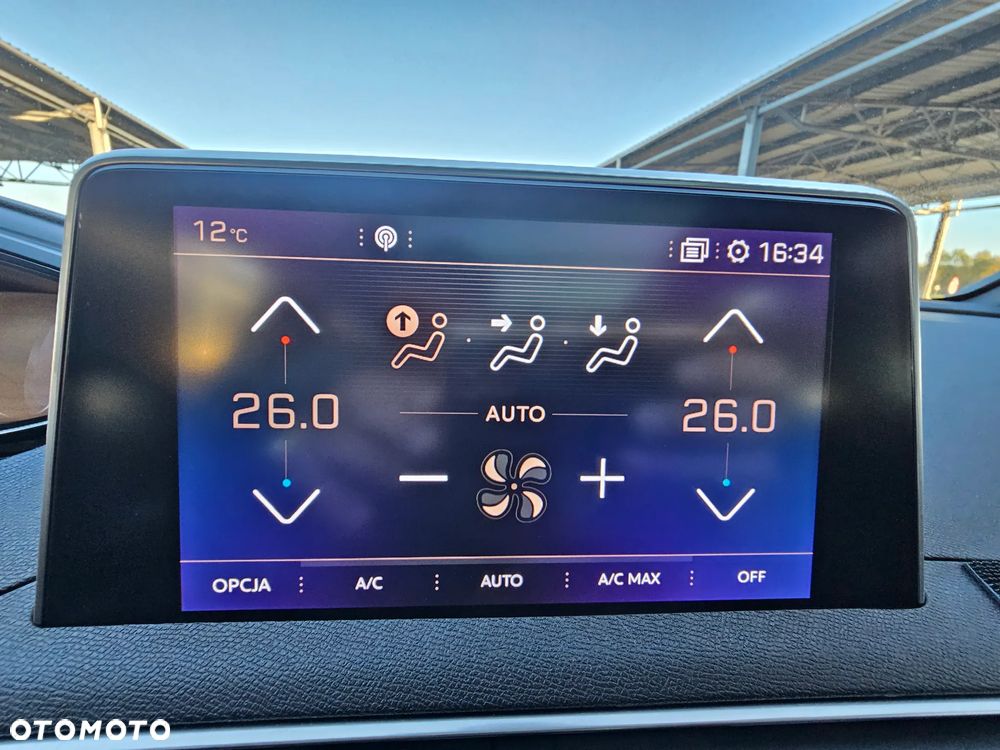 12°C 16:34
26.0 AUTO 26.0
OPCJA A/C AUTO A/C MAX OFF
OTOMOTO